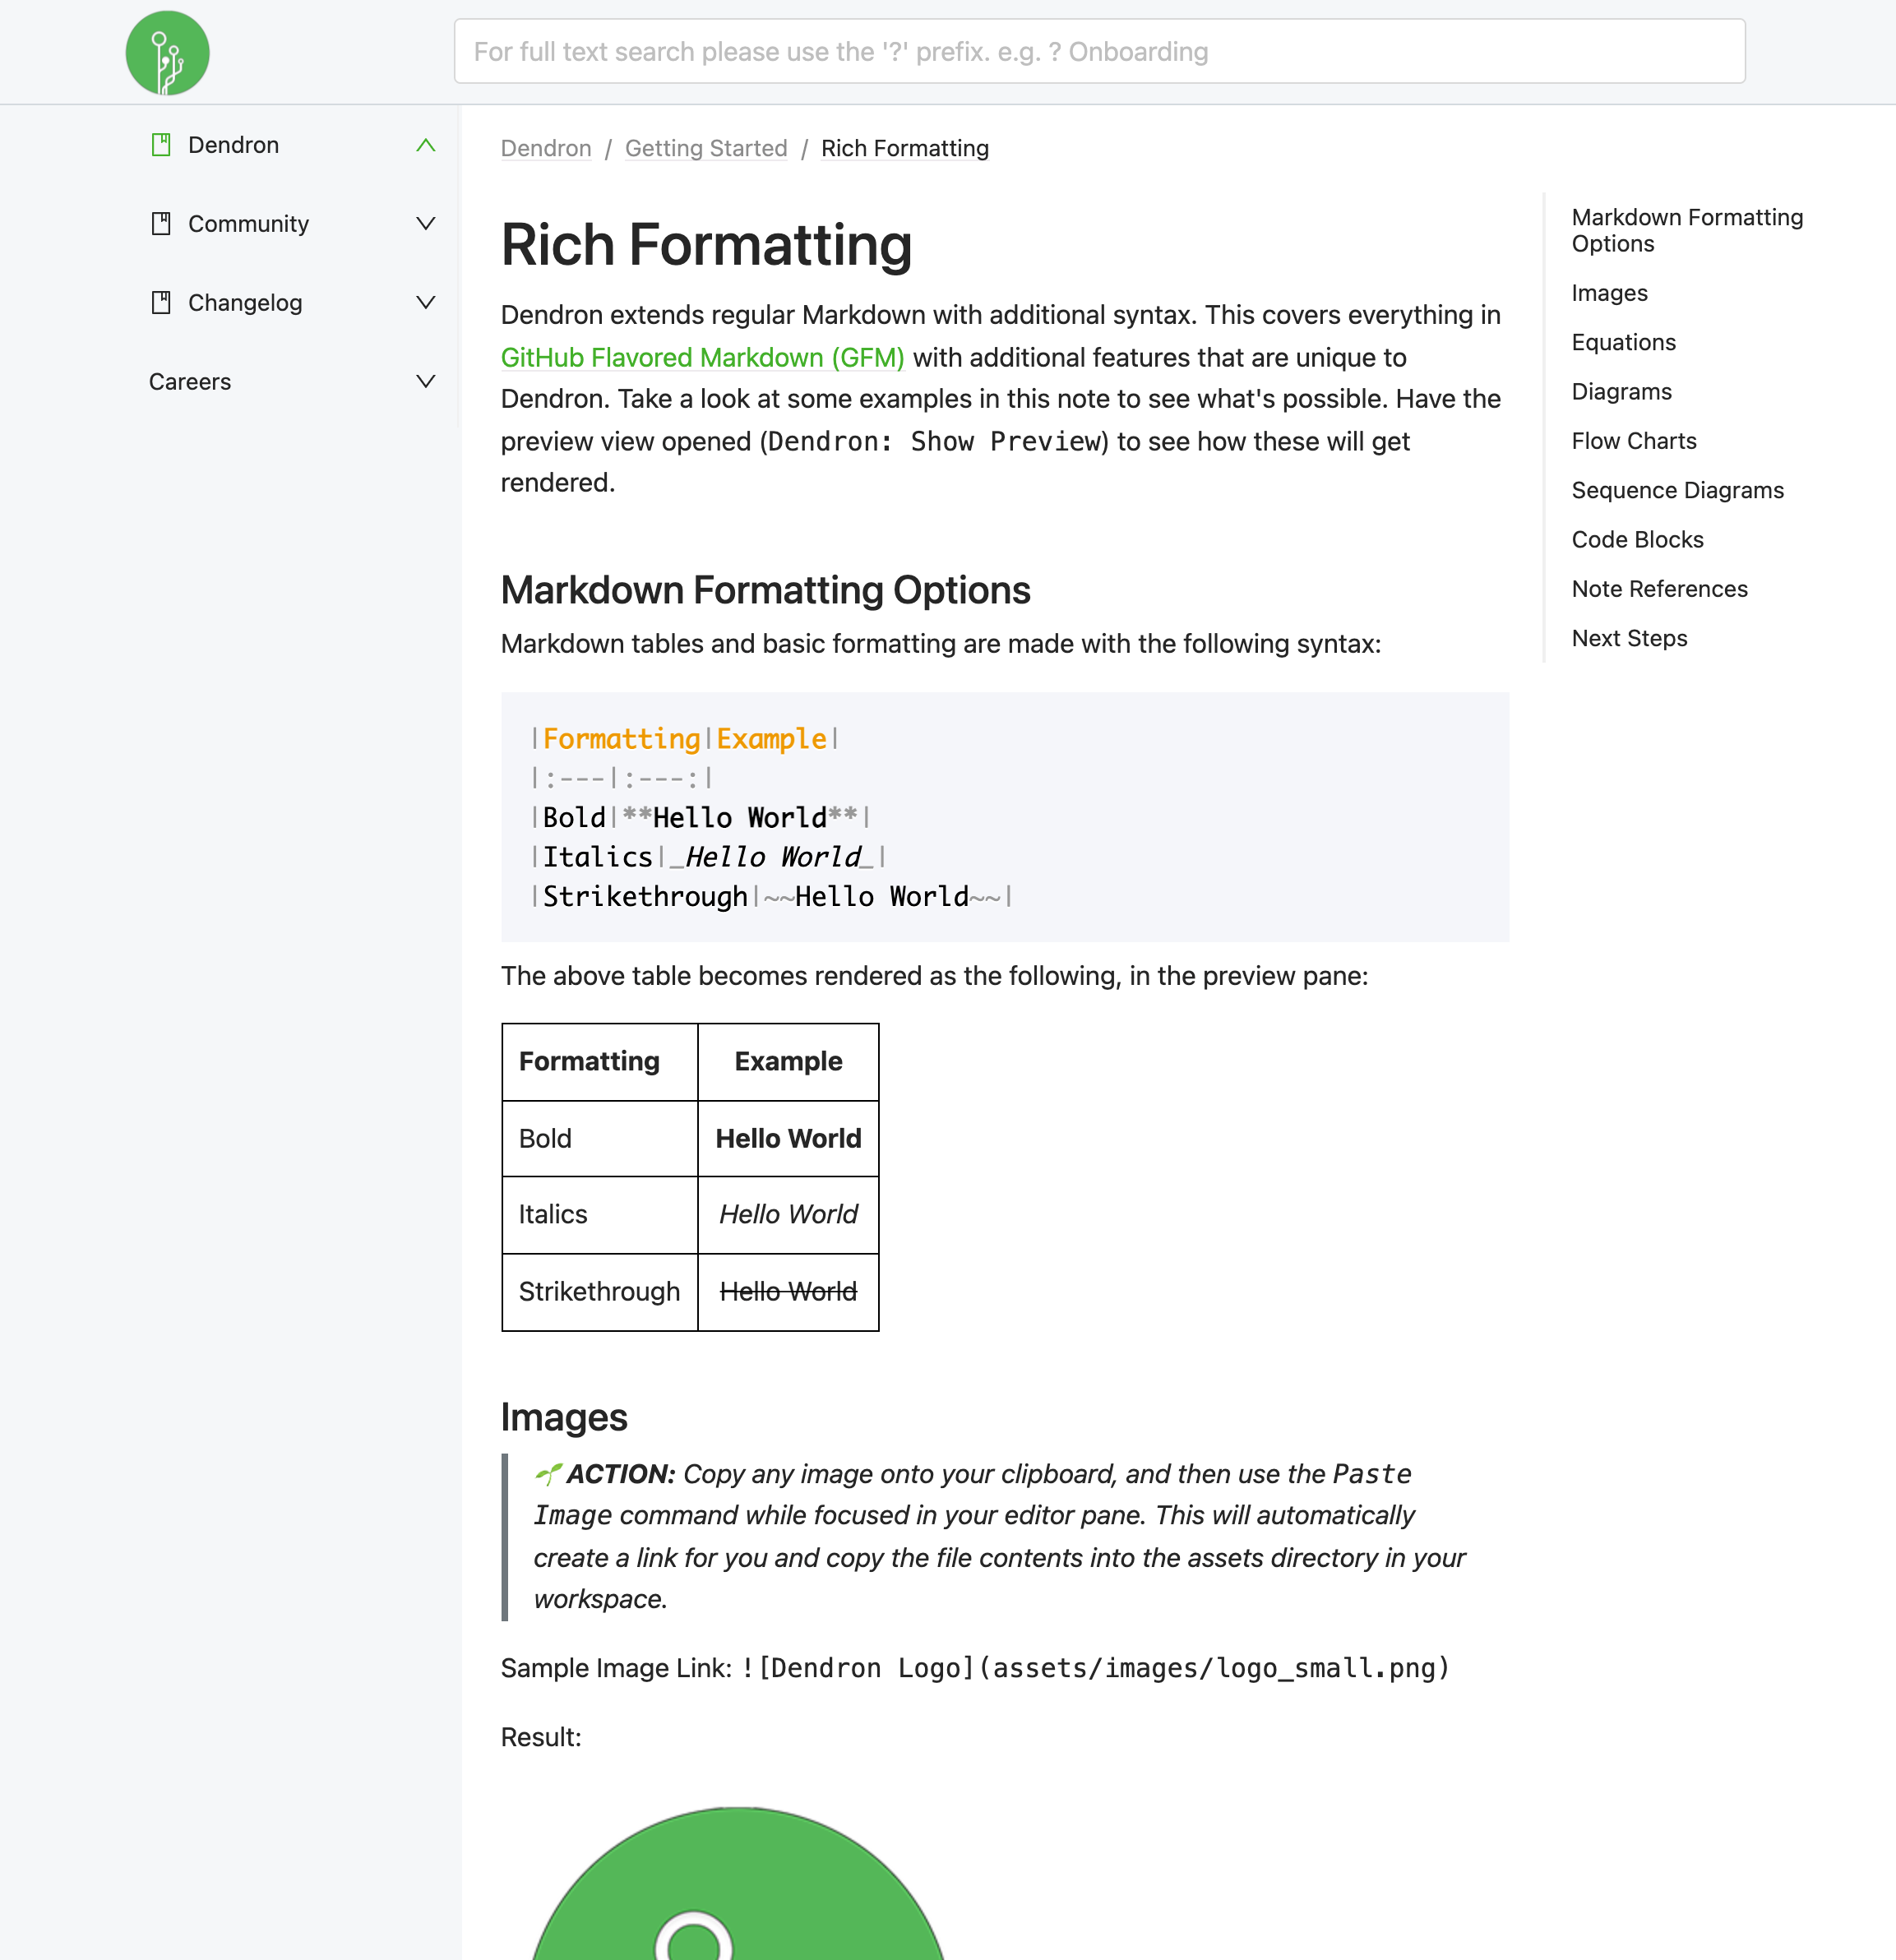 For full text search please use the '?' prefix. e.g. ? Onboarding
Dendron
Community
Changelog
Careers
Dendron / Getting Started / Rich Formatting
Rich Formatting
Dendron extends regular Markdown with additional syntax. This covers everything in
GitHub Flavored Markdown (GFM) with additional features that are unique to
Dendron. Take a look at some examples in this note to see what's possible. Have the
preview view opened (Dendron: Show Preview) to see how these will get
rendered.
Markdown Formatting Options
Markdown tables and basic formatting are made with the following syntax:
|Formatting|Example|
|:---|:---:|
|Bold|**Hello World**|
|Italics|_Hello World_|
|Strikethrough|~~Hello World~~|
The above table becomes rendered as the following, in the preview pane:
Formatting Example
Bold Hello World
Italics Hello World
Strikethrough Hello World
Images
🌱 ACTION: Copy any image onto your clipboard, and then use the Paste
Image command while focused in your editor pane. This will automatically
create a link for you and copy the file contents into the assets directory in your
workspace.
Sample Image Link: ![Dendron Logo](assets/images/logo_small.png)
Result:
Markdown Formatting
Options
Images
Equations
Diagrams
Flow Charts
Sequence Diagrams
Code Blocks
Note References
Next Steps